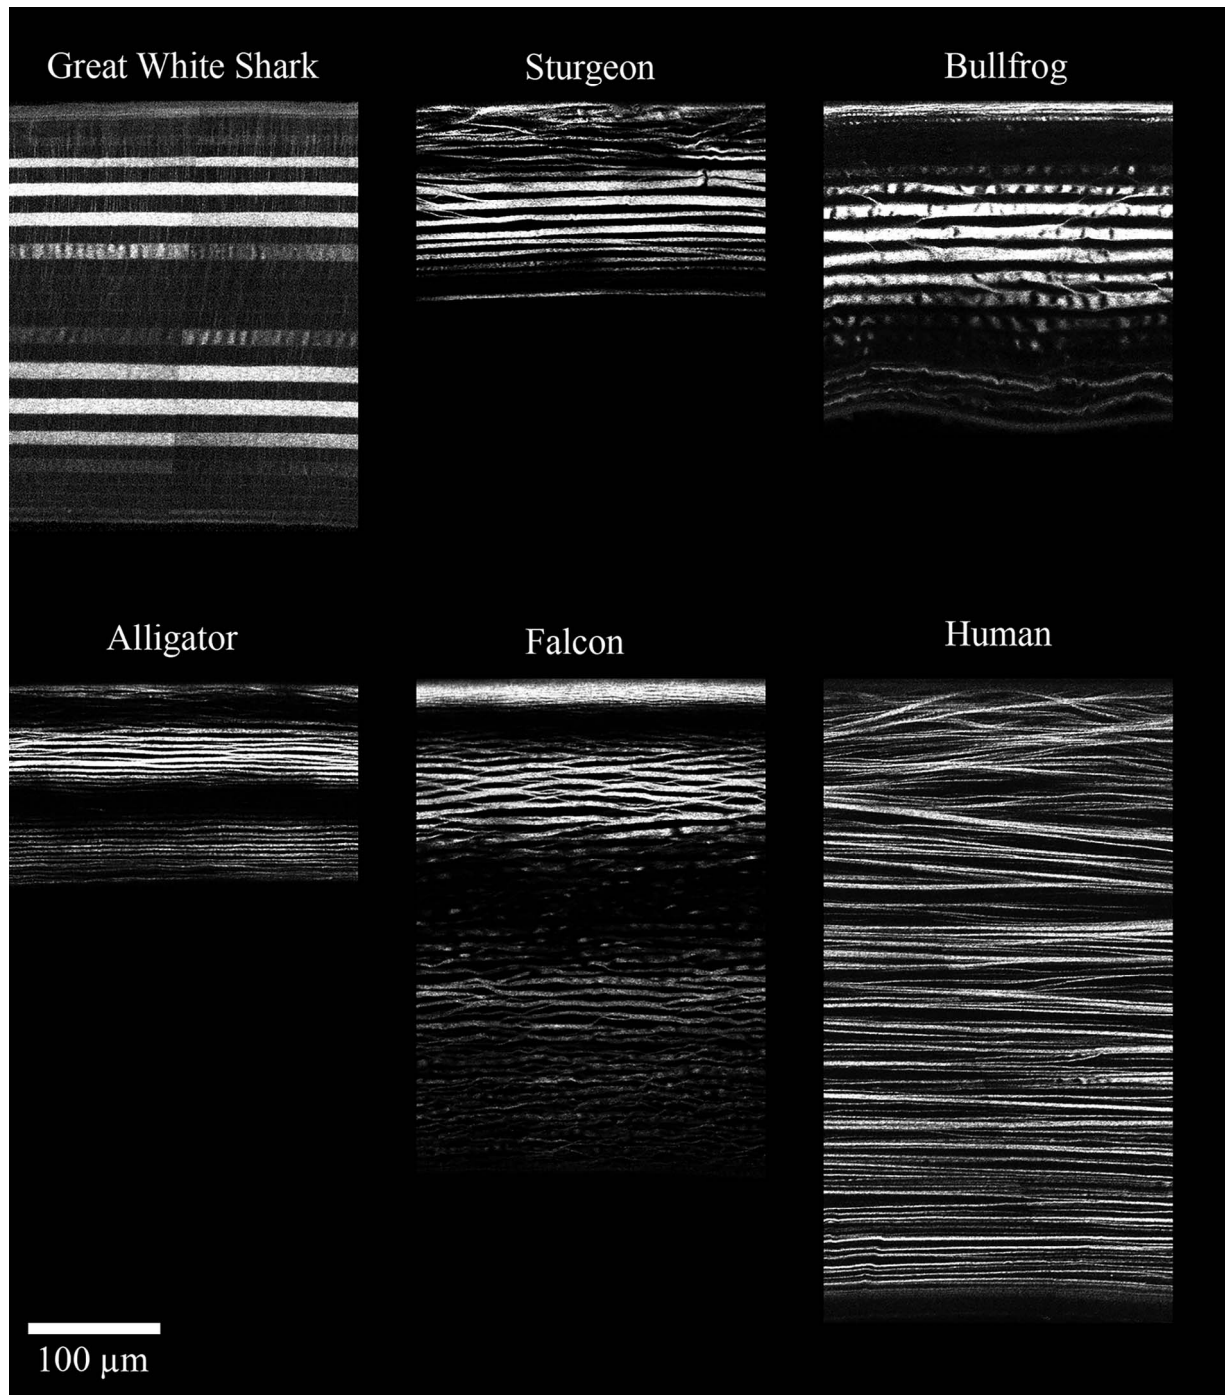 Great White Shark
Sturgeon
Bullfrog
Alligator
Falcon
Human
100 µm